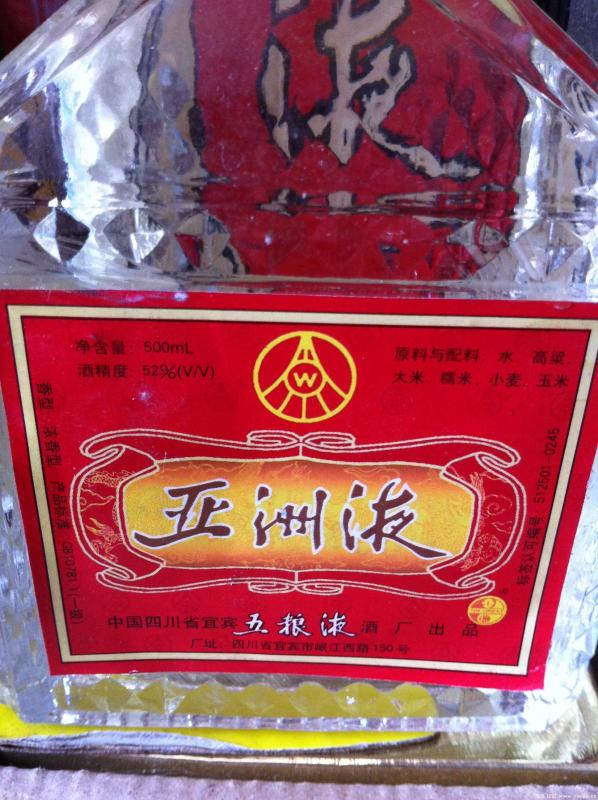 液
净含量：500mL
酒精度：52%(V/V)
W
原料与配料：水、高粱、
大米、糯米、小麦、玉米
香型：浓香型 产品标准：GB10781.1(一级)
亚洲液
标签认可编号：512501-0245
中国四川省宜宾五粮液酒厂出品
厂址：四川省宜宾市岷江西路150号